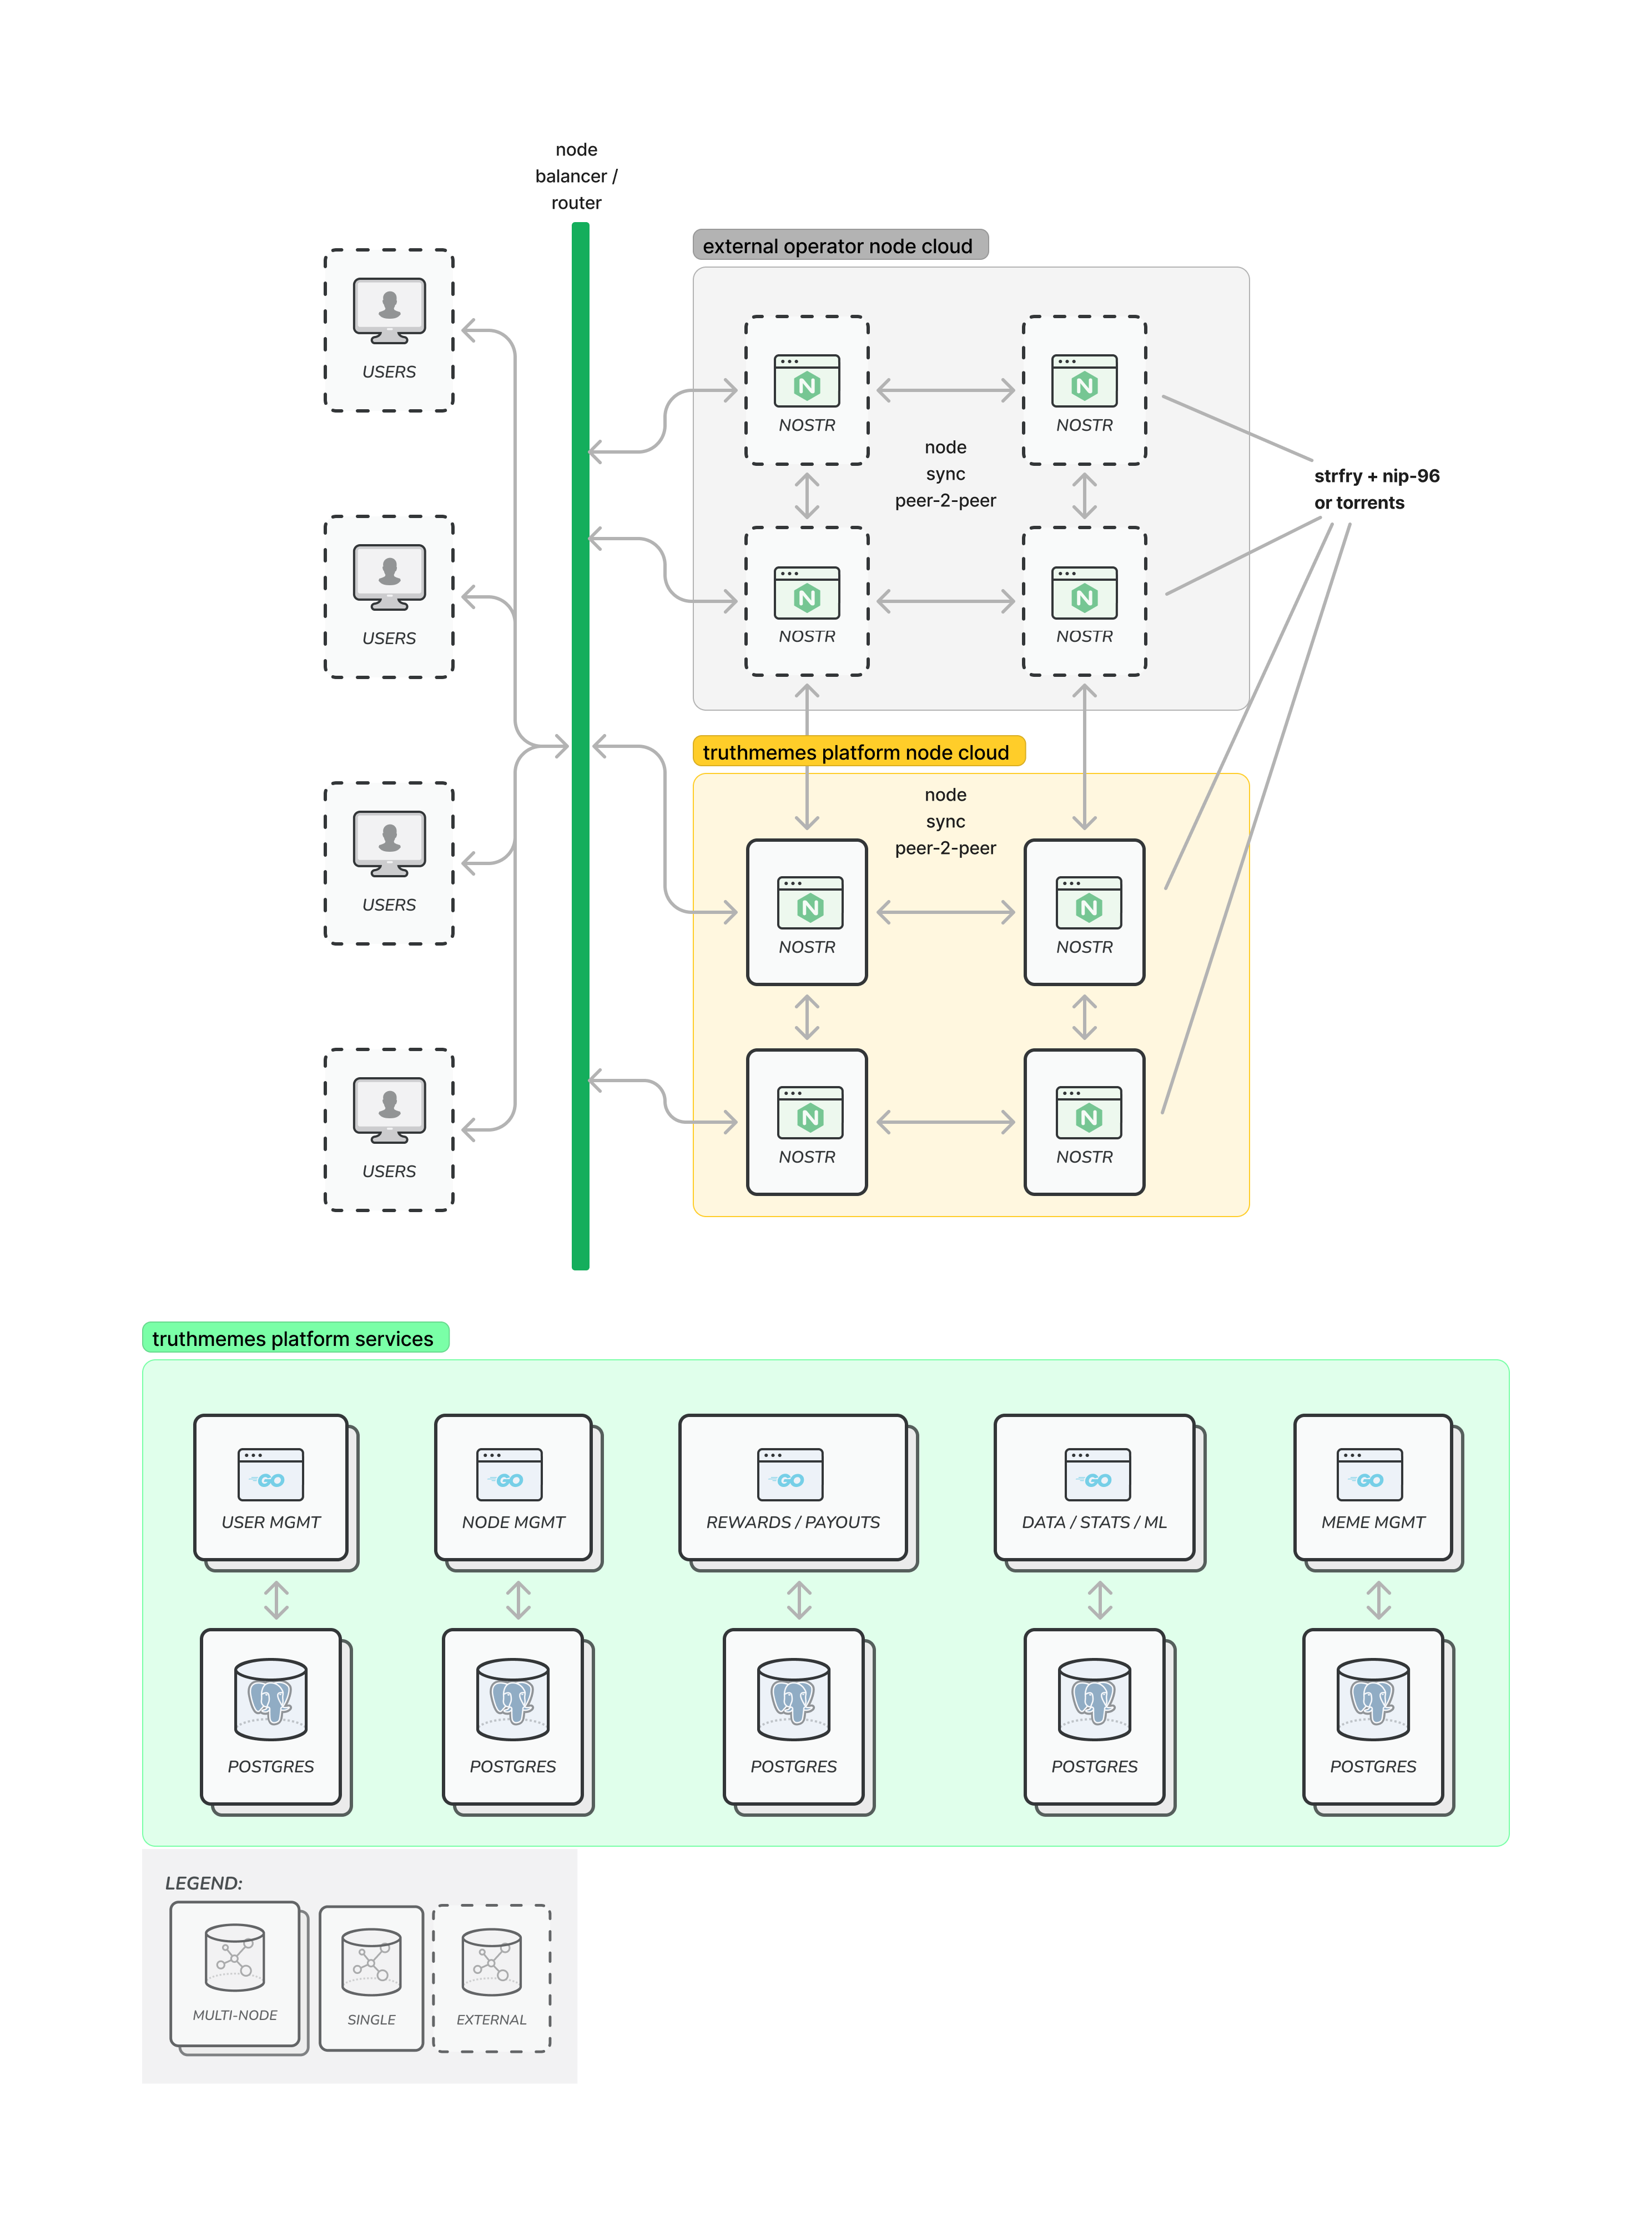 node
balancer /
router
external operator node cloud
USERS
NOSTR
NOSTR
node
sync
peer-2-peer
strfry + nip-96
or torrents
USERS
NOSTR
NOSTR
truthmemes platform node cloud
node
sync
peer-2-peer
USERS
NOSTR
NOSTR
USERS
NOSTR
NOSTR
truthmemes platform services
GO
GO
GO
GO
GO
USER MGMT
NODE MGMT
REWARDS / PAYOUTS
DATA / STATS / ML
MEME MGMT
POSTGRES
POSTGRES
POSTGRES
POSTGRES
POSTGRES
LEGEND:
MULTI-NODE
SINGLE
EXTERNAL